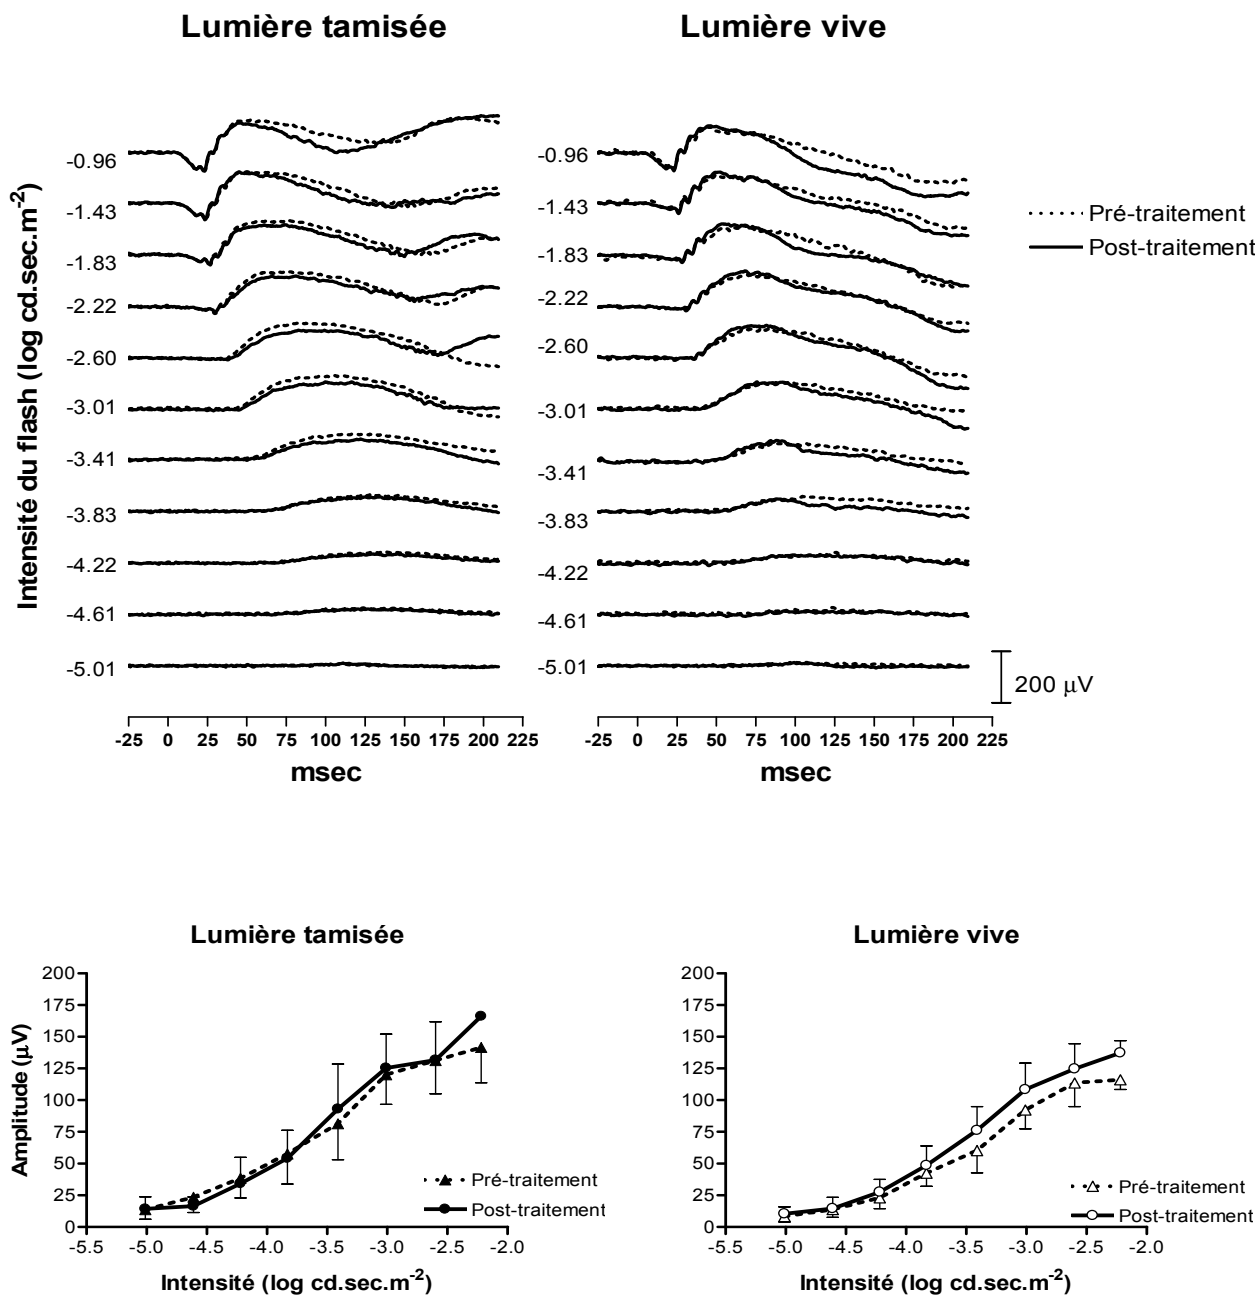 Lumière tamisée
Lumière vive
Intensité du flash (log cd.sec.m-2)
-0.96
-1.43
-1.83
-2.22
-2.60
-3.01
-3.41
-3.83
-4.22
-4.61
-5.01
-0.96
-1.43
-1.83
-2.22
-2.60
-3.01
-3.41
-3.83
-4.22
-4.61
-5.01
Pré-traitement
Post-traitement
200 μV
-25 0 25 50 75 100 125 150 175 200 225
msec
-25 0 25 50 75 100 125 150 175 200 225
msec
Lumière tamisée
Amplitude (μV)
200
175
150
125
100
75
50
25
0
Pré-traitement
Post-traitement
-5.5 -5.0 -4.5 -4.0 -3.5 -3.0 -2.5 -2.0
Intensité (log cd.sec.m-2)
Lumière vive
200
175
150
125
100
75
50
25
0
Pré-traitement
Post-traitement
-5.5 -5.0 -4.5 -4.0 -3.5 -3.0 -2.5 -2.0
Intensité (log cd.sec.m-2)